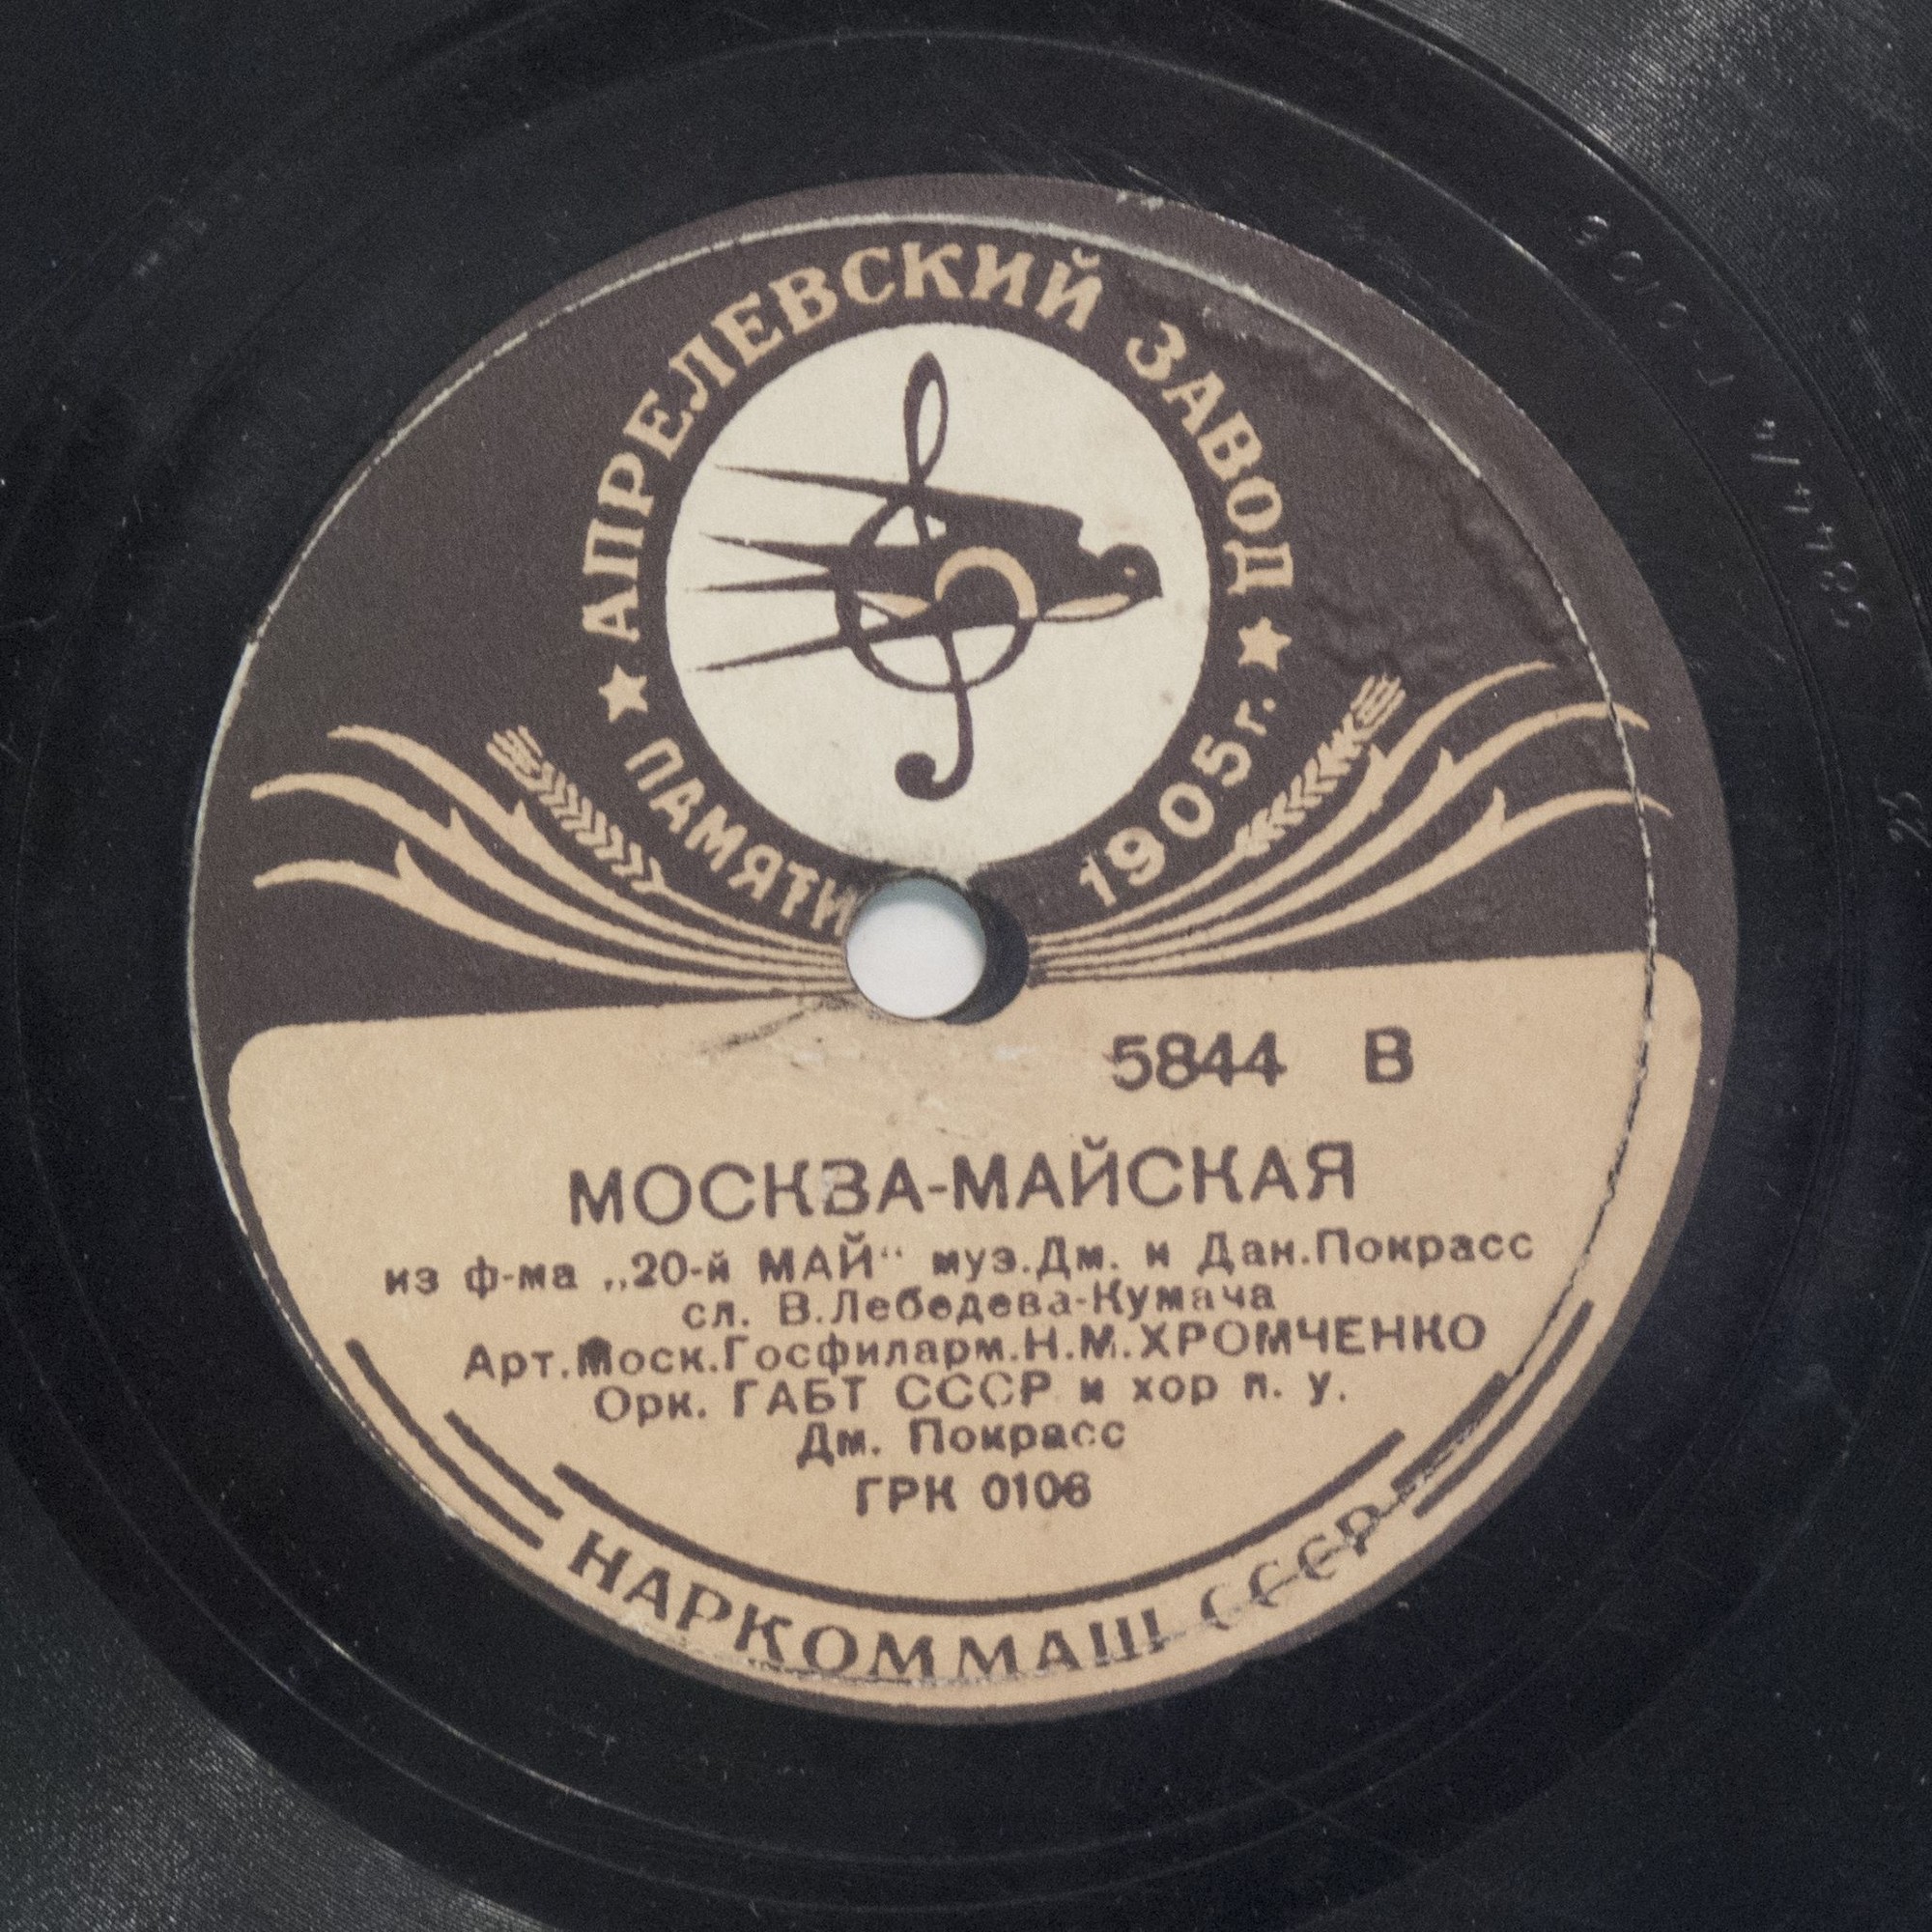 АПРЕЛЕВСКИЙ ЗАВОД
ПАМЯТИ 1905 г.
5844 В
МОСКВА-МАЙСКАЯ
из ф-ма „20-й МАЙ“ муз.Дм. и Дан.Покрасс
сл. В.Лебедева-Кумача
Арт.Моск.Госфиларм.Н.М.ХРОМЧЕНКО
Орк. ГАБТ СССР и хор п. у.
Дм. Покрасс
ГРК 0106
НАРКОММАШ СССР